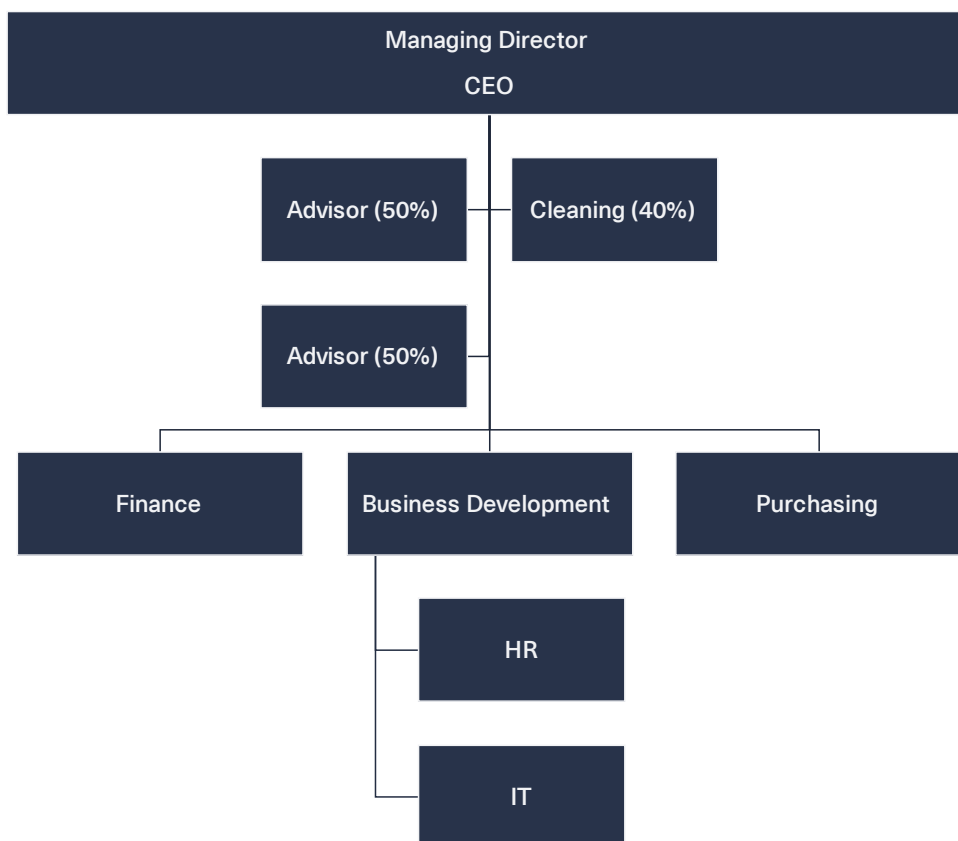 Managing Director
CEO
Advisor (50%)
Cleaning (40%)
Advisor (50%)
Finance
Business Development
Purchasing
HR
IT